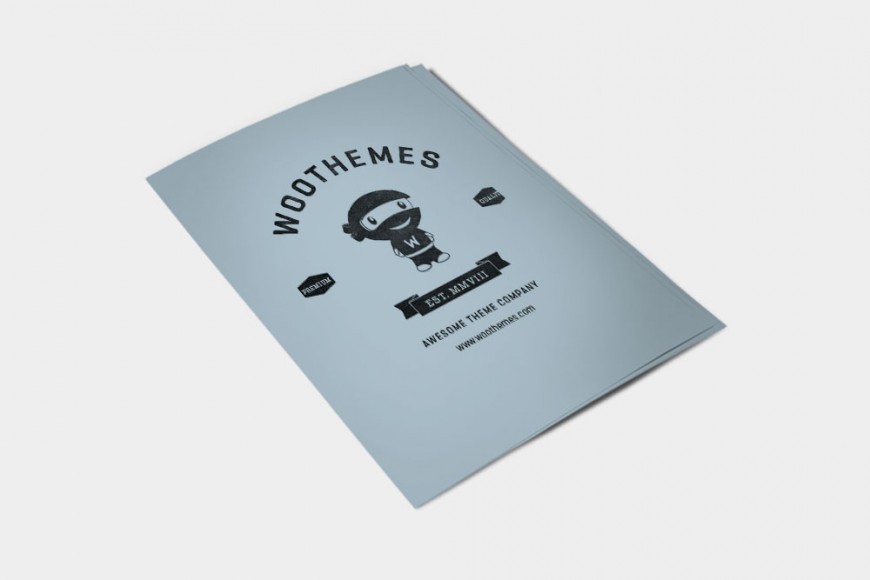 WOOTHEMES
QUALITY
W
PREMIUM
EST. MMVIII
AWESOME THEME COMPANY
www.woothemes.com